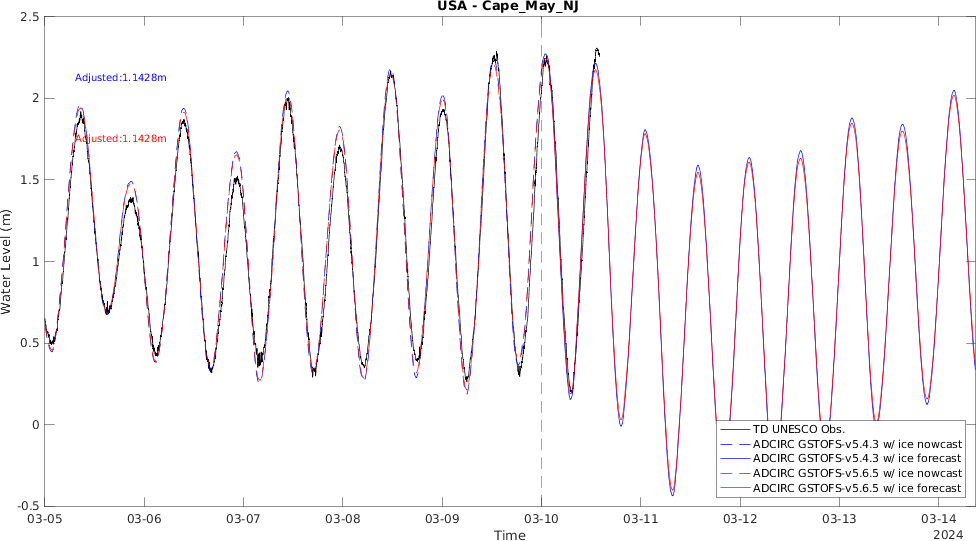 USA - Cape_May_NJ
2.5
2
1.5
1
0.5
0
-0.5
Water Level (m)
Adjusted:1.1428m
Adjusted:1.1428m
TD UNESCO Obs.
ADCIRC GSTOFS-v5.4.3 w/ ice nowcast
ADCIRC GSTOFS-v5.4.3 w/ ice forecast
ADCIRC GSTOFS-v5.6.5 w/ ice nowcast
ADCIRC GSTOFS-v5.6.5 w/ ice forecast
03-05 03-06 03-07 03-08 03-09 03-10 03-11 03-12 03-13 03-14
Time
2024